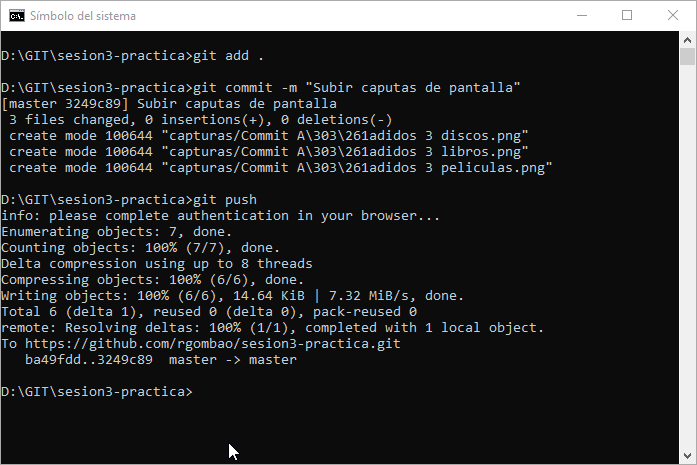 Símbolo del sistema
D:\GIT\sesion3-practica>git add .
D:\GIT\sesion3-practica>git commit -m "Subir caputas de pantalla"
[master 3249c89] Subir caputas de pantalla
 3 files changed, 0 insertions(+), 0 deletions(-)
 create mode 100644 "capturas/Commit A\303\261adidos 3 discos.png"
 create mode 100644 "capturas/Commit A\303\261adidos 3 libros.png"
 create mode 100644 "capturas/Commit A\303\261adidos 3 peliculas.png"
D:\GIT\sesion3-practica>git push
info: please complete authentication in your browser...
Enumerating objects: 7, done.
Counting objects: 100% (7/7), done.
Delta compression using up to 8 threads
Compressing objects: 100% (6/6), done.
Writing objects: 100% (6/6), 14.64 KiB | 7.32 MiB/s, done.
Total 6 (delta 1), reused 0 (delta 0), pack-reused 0
remote: Resolving deltas: 100% (1/1), completed with 1 local object.
To https://github.com/rgombao/sesion3-practica.git
   ba49fdd..3249c89  master -> master
D:\GIT\sesion3-practica>